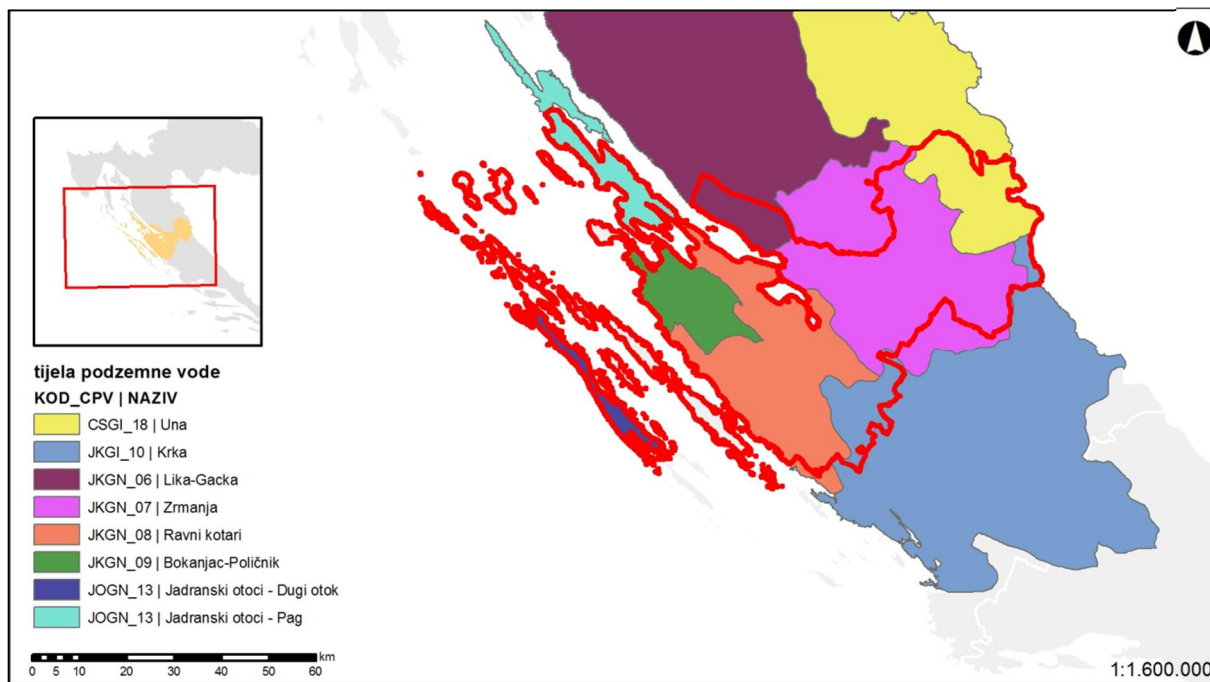 tijela podzemne vode
KOD_CPV | NAZIV
CSGI_18 | Una
JKGI_10 | Krka
JKGN_06 | Lika-Gacka
JKGN_07 | Zrmanja
JKGN_08 | Ravni kotari
JKGN_09 | Bokanjac-Poličnik
JOGN_13 | Jadranski otoci - Dugi otok
JOGN_13 | Jadranski otoci - Pag
km
0 5 10 20 30 40 50 60
1:1.600.000